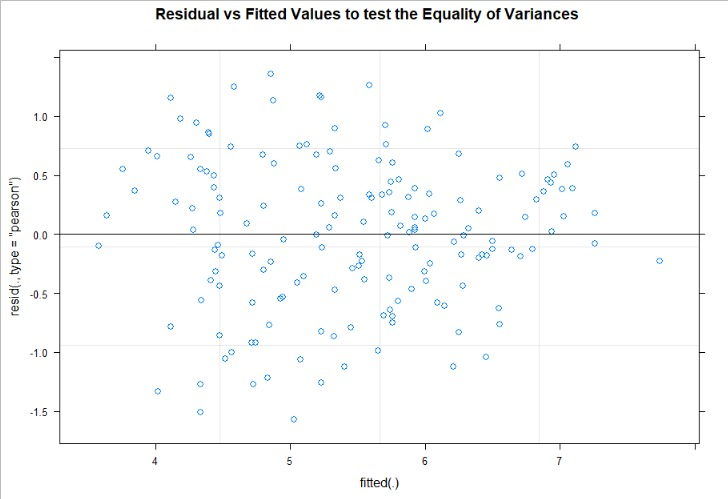 Residual vs Fitted Values to test the Equality of Variances
resid(., type = "pearson")
1.0
0.5
0.0
-0.5
-1.0
-1.5
4 5 6 7
fitted(.)